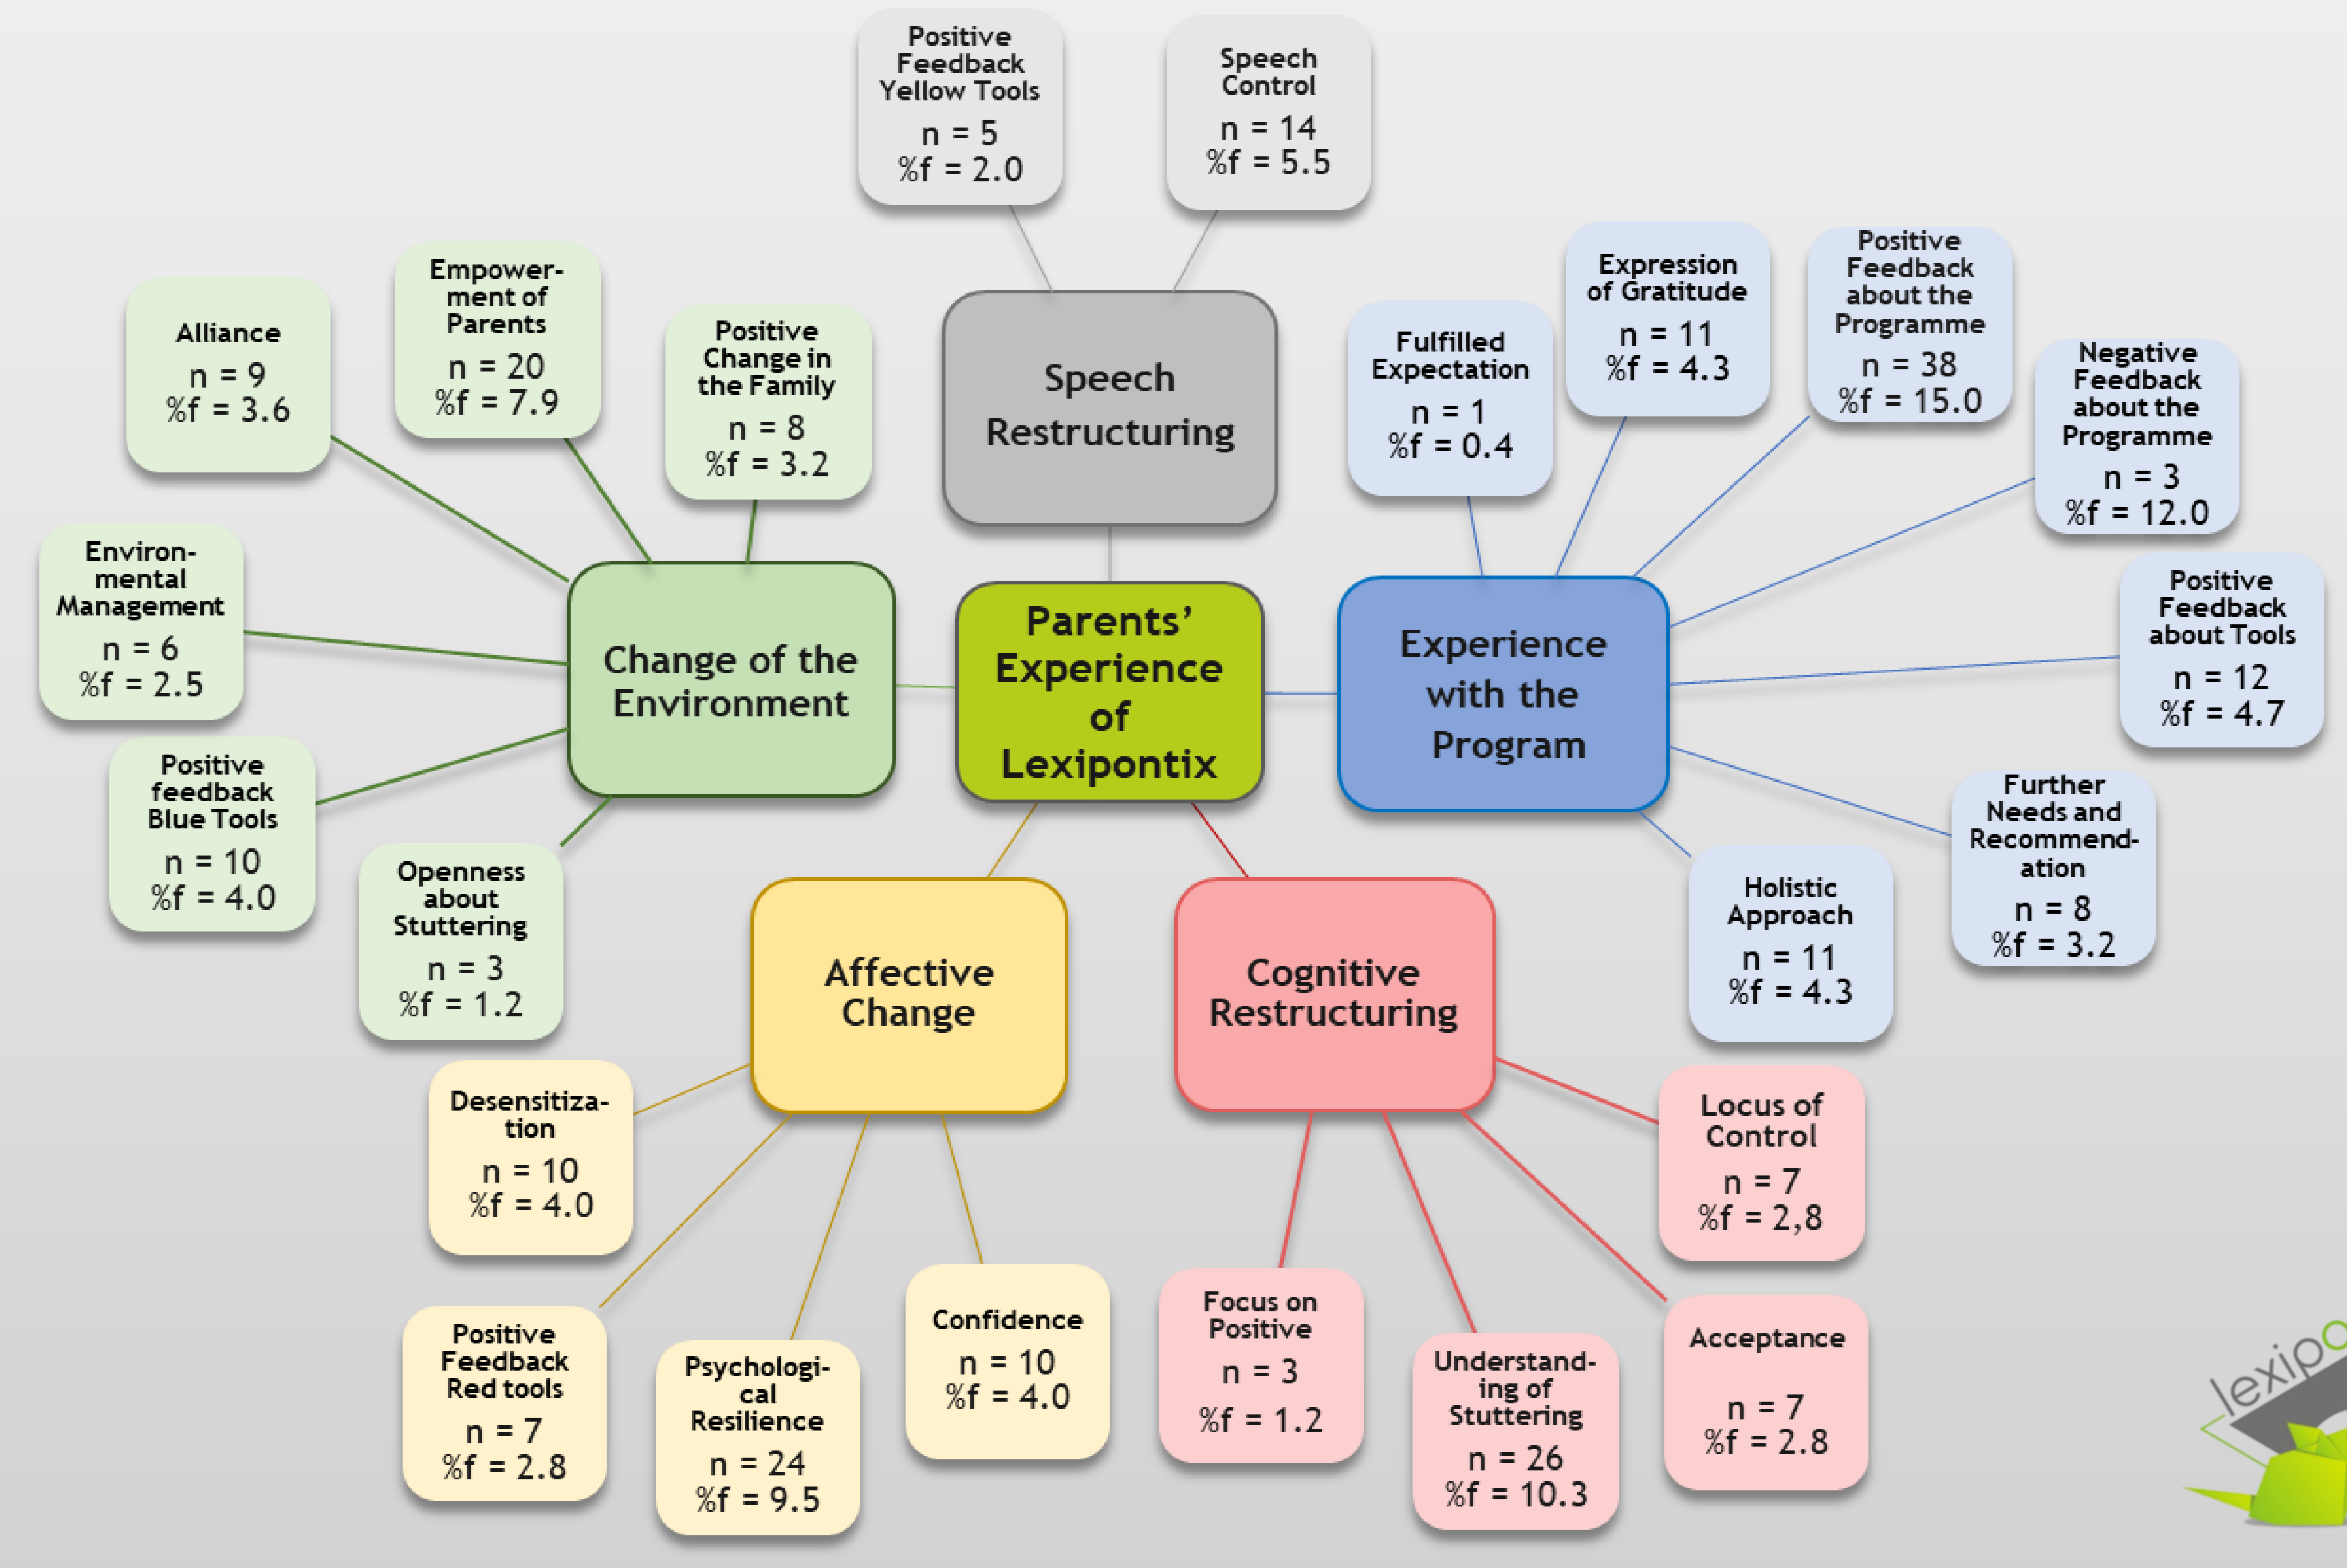 Positive
Feedback
Yellow Tools
n = 5
%f = 2.0
Speech
Control
n = 14
%f = 5.5
Alliance
n = 9
%f = 3.6
Empower-
ment of
Parents
n = 20
%f = 7.9
Positive
Change in
the Family
n = 8
%f = 3.2
Speech
Restructuring
Fulfilled
Expectation
n = 1
%f = 0.4
Expression
of Gratitude
n = 11
%f = 4.3
Positive
Feedback
about the
Programme
n = 38
%f = 15.0
Negative
Feedback
about the
Programme
n = 3
%f = 12.0
Environ-
mental
Management
n = 6
%f = 2.5
Change of the
Environment
Parents’
Experience
of
Lexipontix
Experience
with the
Program
Positive
Feedback
about Tools
n = 12
%f = 4.7
Positive
feedback
Blue Tools
n = 10
%f = 4.0
Openness
about
Stuttering
n = 3
%f = 1.2
Affective
Change
Cognitive
Restructuring
Holistic
Approach
n = 11
%f = 4.3
Further
Needs and
Recommend-
ation
n = 8
%f = 3.2
Desensitiza-
tion
n = 10
%f = 4.0
Locus of
Control
n = 7
%f = 2,8
Positive
Feedback
Red tools
n = 7
%f = 2.8
Psychologi-
cal
Resilience
n = 24
%f = 9.5
Confidence
n = 10
%f = 4.0
Focus on
Positive
n = 3
%f = 1.2
Understand-
ing of
Stuttering
n = 26
%f = 10.3
Acceptance
n = 7
%f = 2.8
lexipo